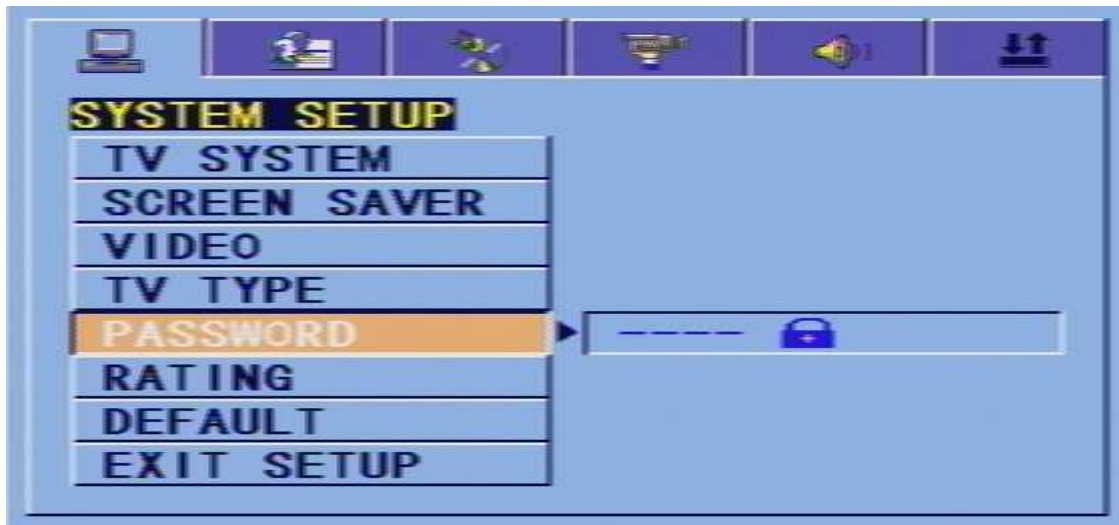 SYSTEM SETUP
TV SYSTEM
SCREEN SAVER
VIDEO
TV TYPE
PASSWORD ----
RATING
DEFAULT
EXIT SETUP